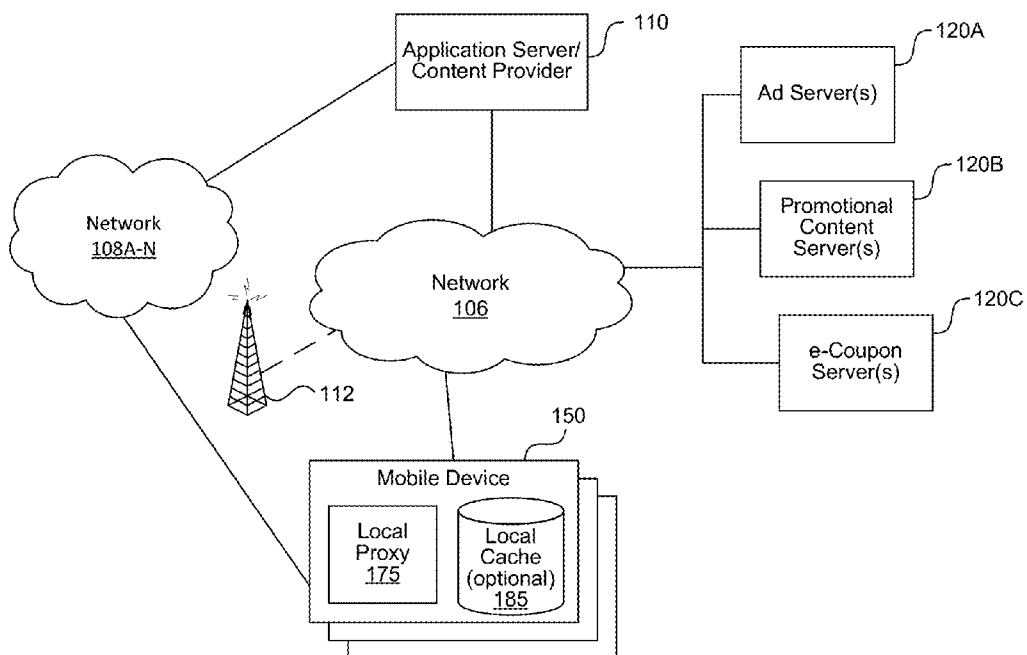 110
Application Server/
Content Provider
120A
Ad Server(s)
120B
Promotional
Content
Server(s)
Network
108A-N
Network
106
120C
e-Coupon
Server(s)
112
150
Mobile Device
Local
Proxy
175
Local
Cache
(optional)
185